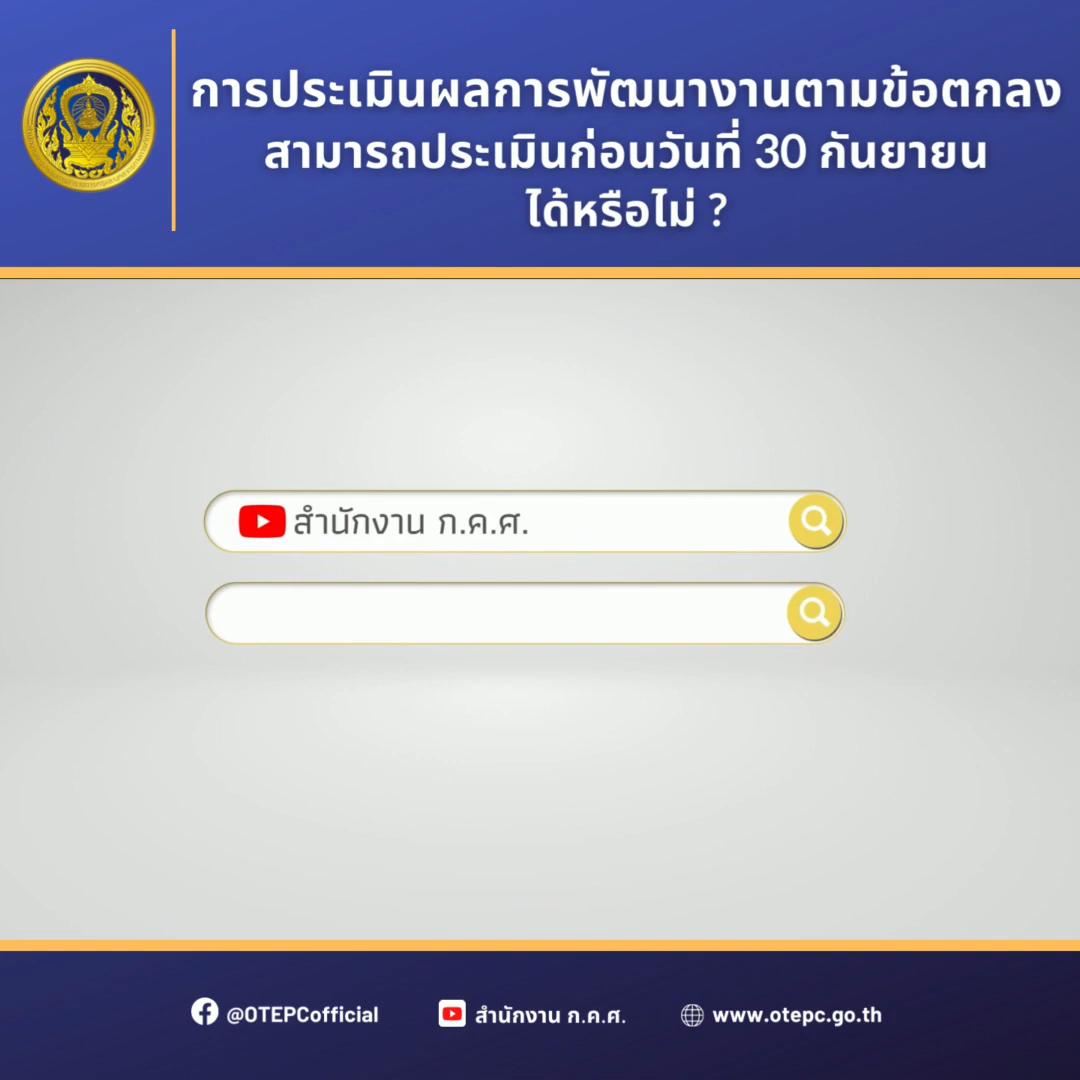 การประเมินผลการพัฒนางานตามข้อตกลง
สามารถประเมินก่อนวันที่ 30 กันยายน
ได้หรือไม่ ?
สำนักงาน ก.ค.ศ.
@OTEPCofficial
สำนักงาน ก.ค.ศ.
www.otepc.go.th